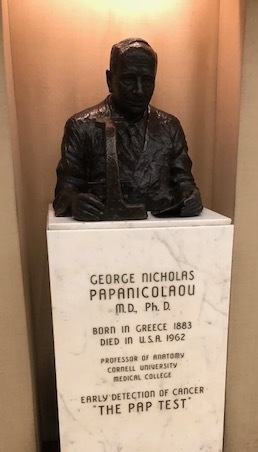 GEORGE NICHOLAS
PAPANICOLAOU
M.D., Ph. D.
BORN IN GREECE 1883
DIED IN U.S.A. 1962
PROFESSOR OF ANATOMY
CORNELL UNIVERSITY
MEDICAL COLLEGE
EARLY DETECTION OF CANCER
"THE PAP TEST"